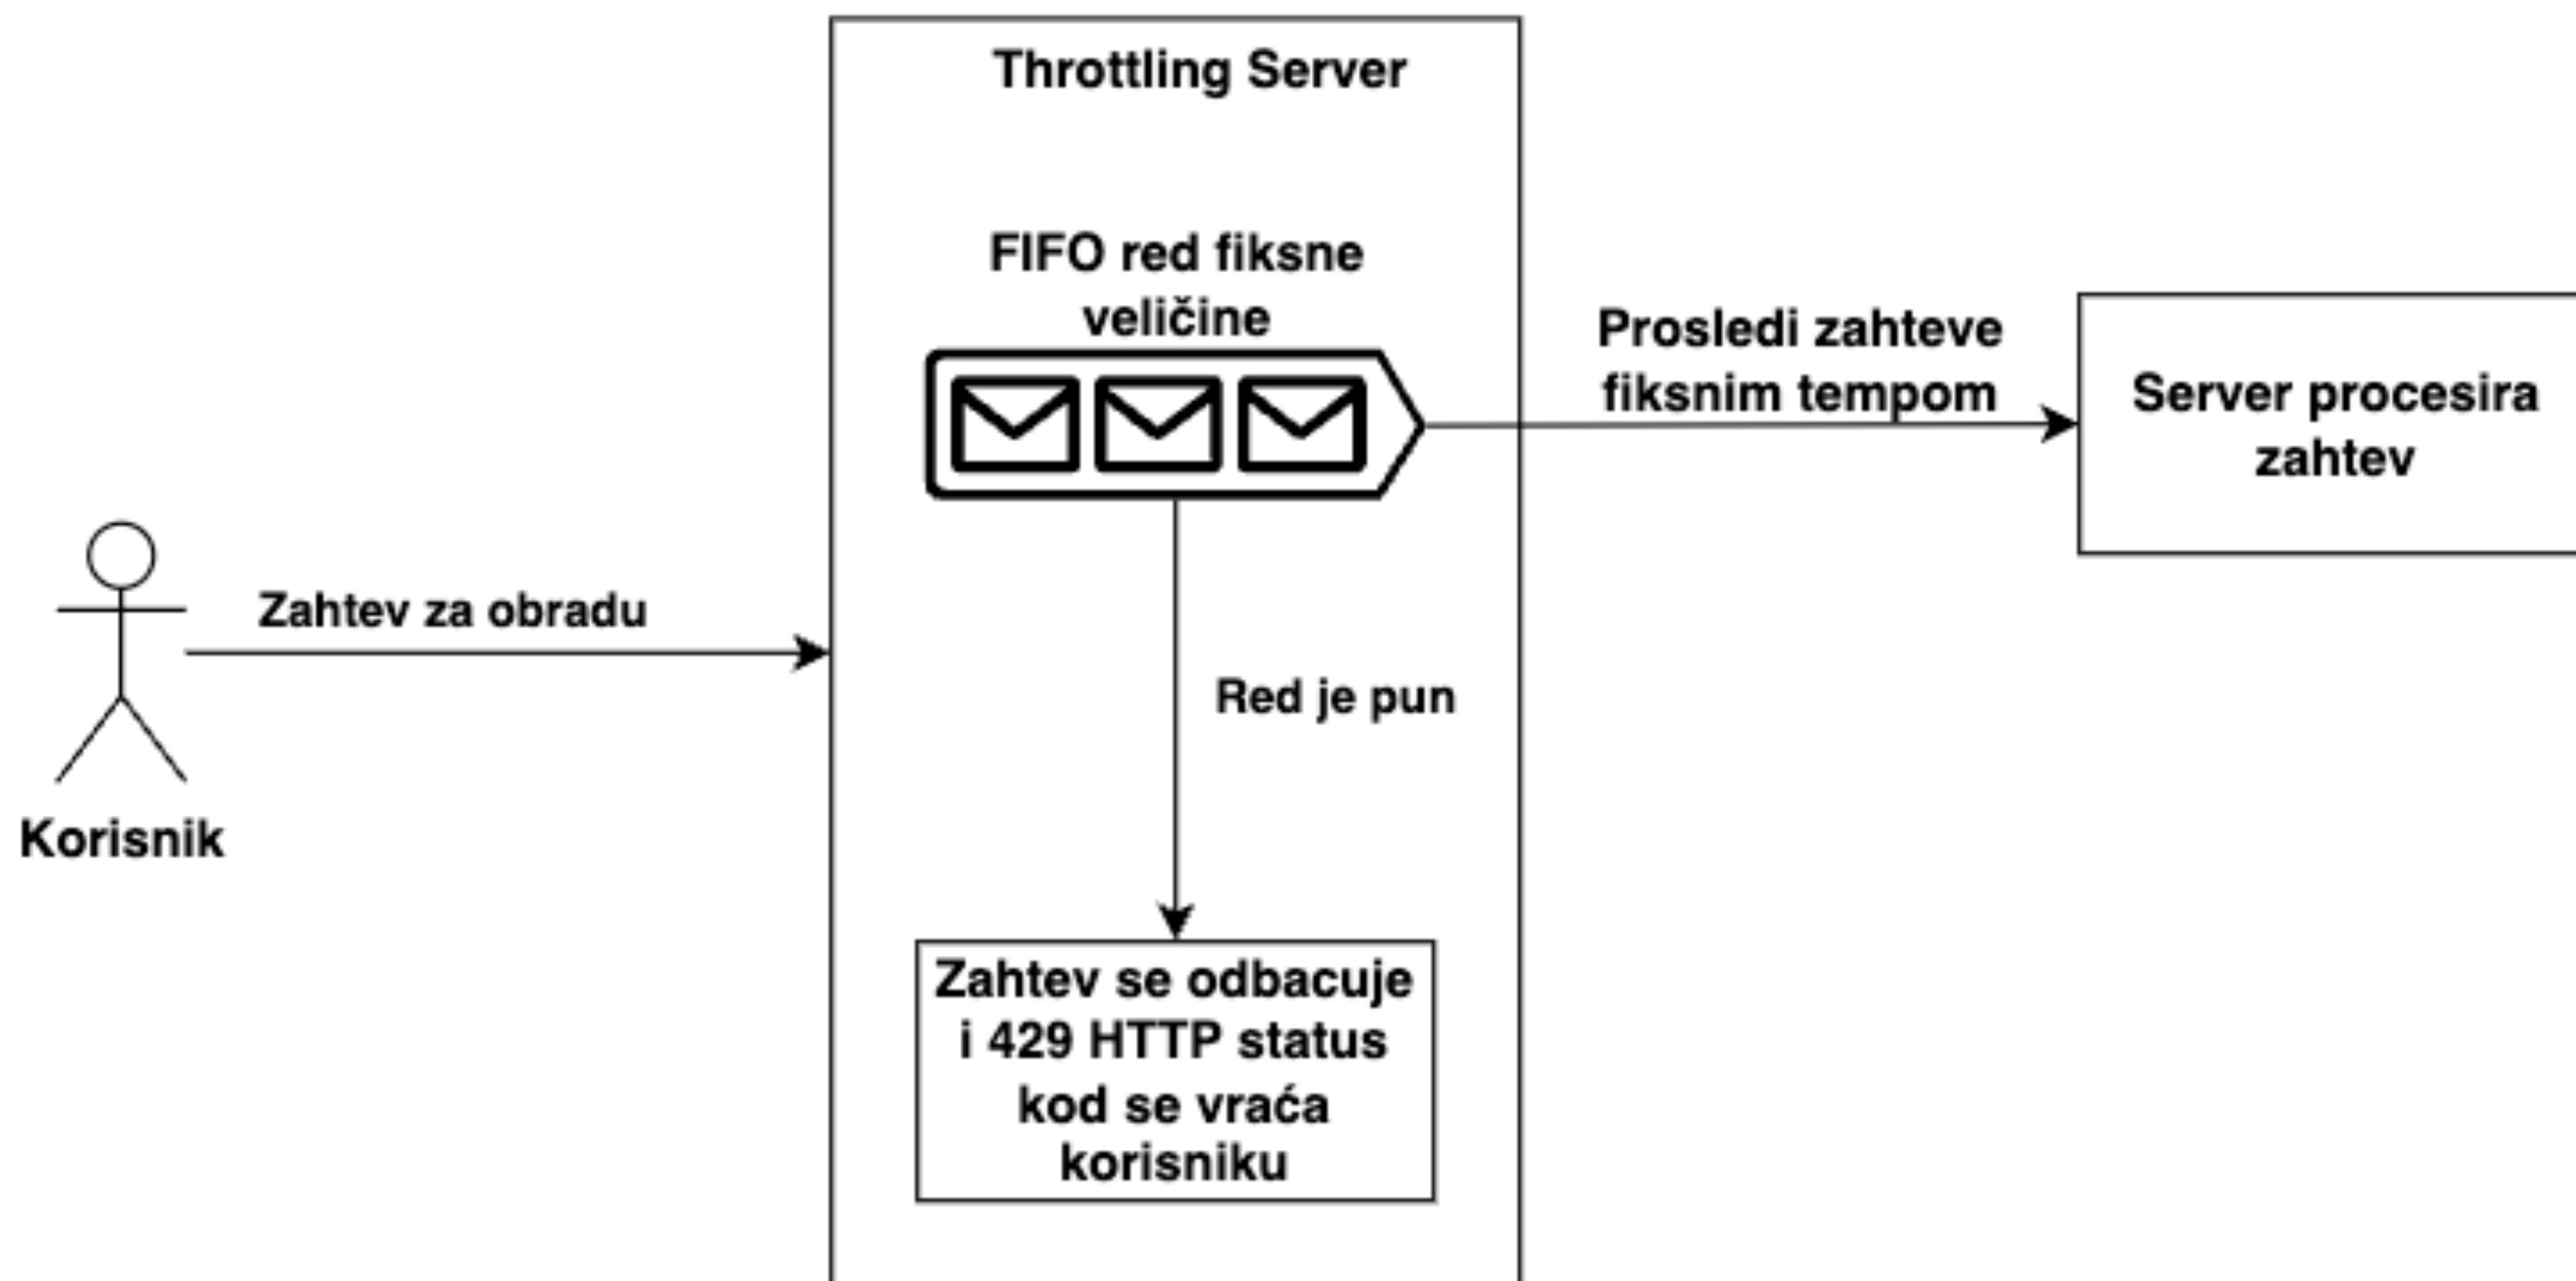 Throttling Server
FIFO red fiksne
veličine
Prosledi zahteve
fiksnim tempom
Server procesira
zahtev
Zahtev za obradu
Red je pun
Korisnik
Zahtev se odbacuje
i 429 HTTP status
kod se vraća
korisniku